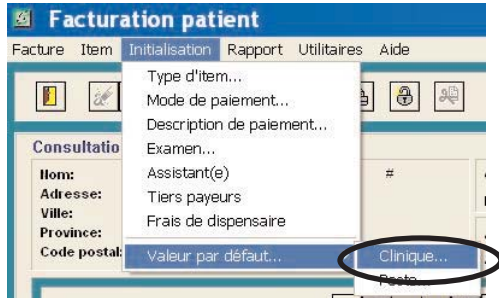 Facturation patient
Facture Item Initialisation Rapport Utilitaires Aide
Type d'item...
Mode de paiement...
Description de paiement...
Examen...
Assistant(e)
Tiers payeurs
Frais de dispensaire
Valeur par défaut...
Clinique...
Poste...
Consultatio
Nom:
#
Adresse:
Ville:
Province:
Code postal: